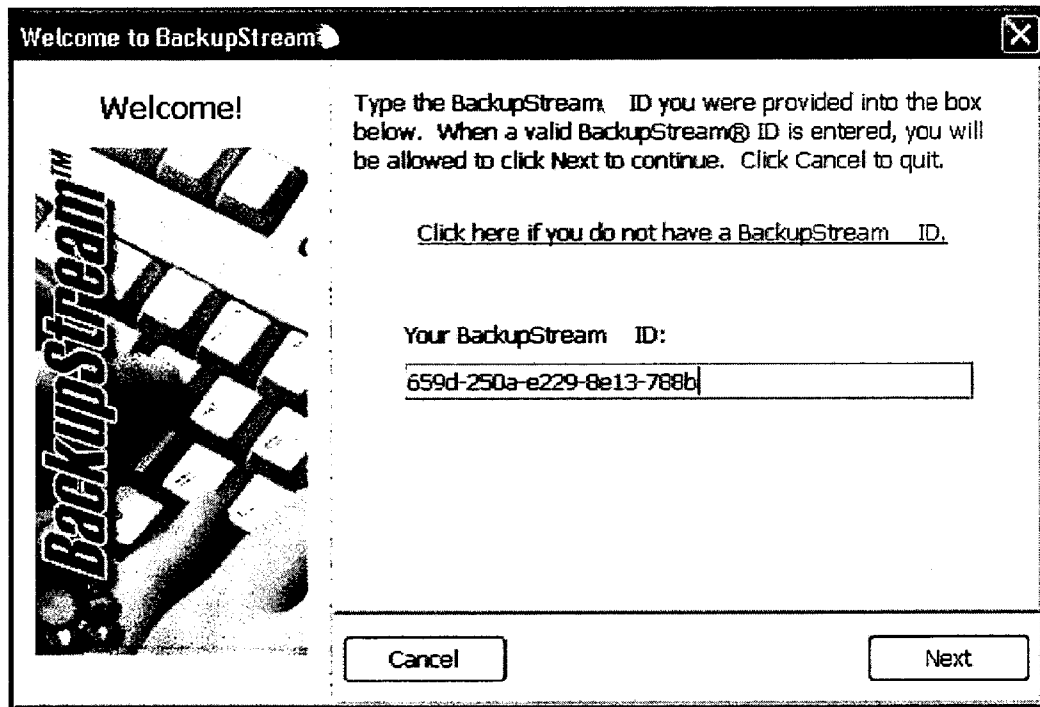 Welcome to BackupStream
Welcome!
BackupStream™
Type the BackupStream ID you were provided into the box
below. When a valid BackupStream® ID is entered, you will
be allowed to click Next to continue. Click Cancel to quit.
Click here if you do not have a BackupStream ID.
Your BackupStream ID:
659d-250a-e229-8e13-788b
Cancel
Next